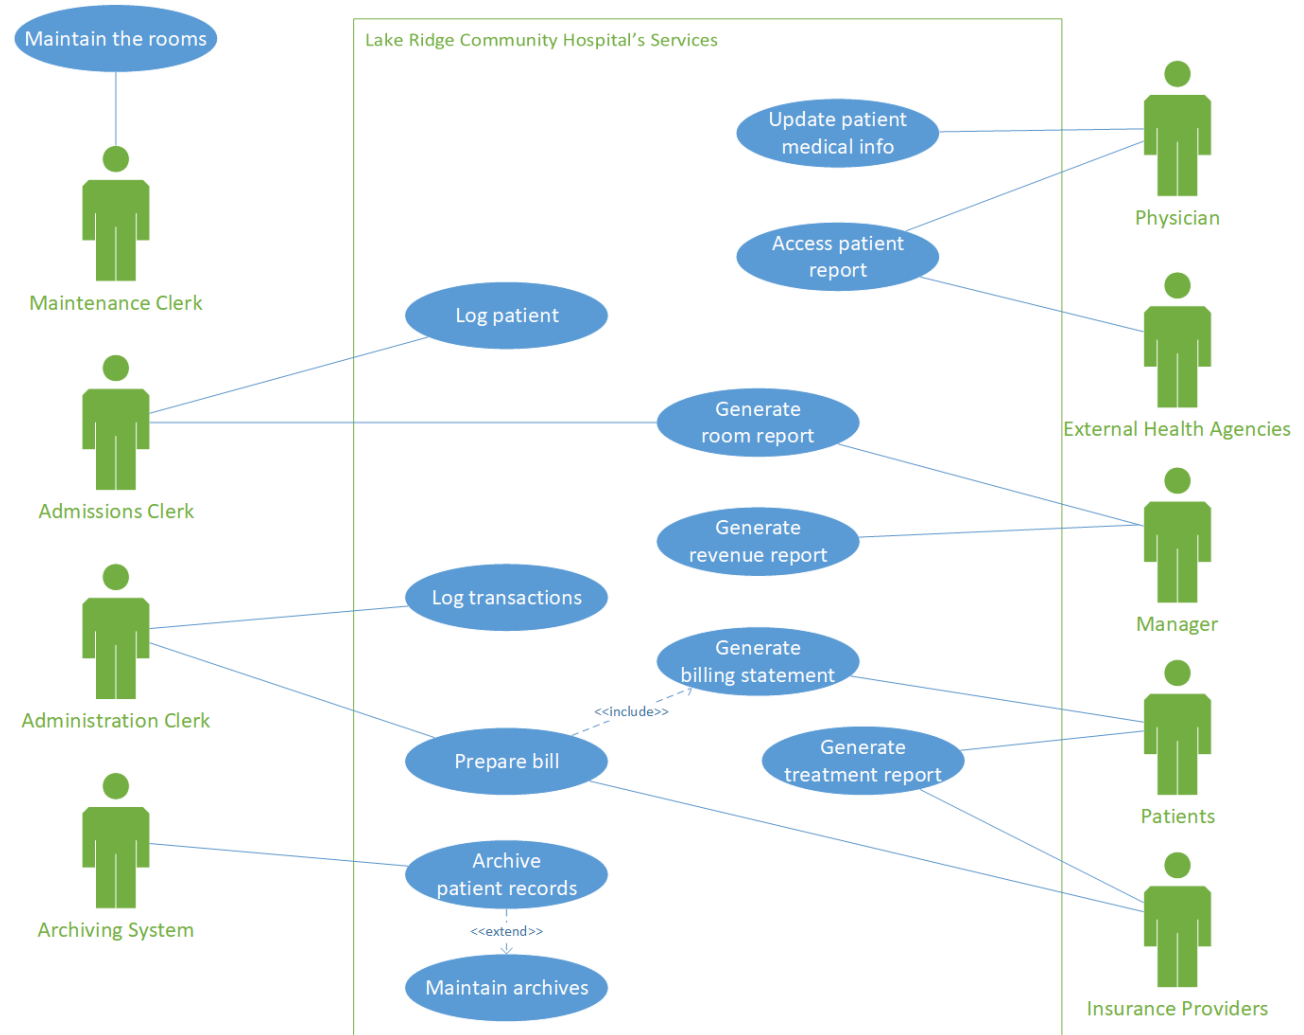 Maintain the rooms
Lake Ridge Community Hospital's Services
Update patient
medical info
Physician
Access patient
report
Maintenance Clerk
Log patient
External Health Agencies
Generate
room report
Admissions Clerk
Generate
revenue report
Manager
Log transactions
Generate
billing statement
<<include>>
Administration Clerk
Prepare bill
Generate
treatment report
Patients
Archive
patient records
Archiving System
<<extend>>
Maintain archives
Insurance Providers